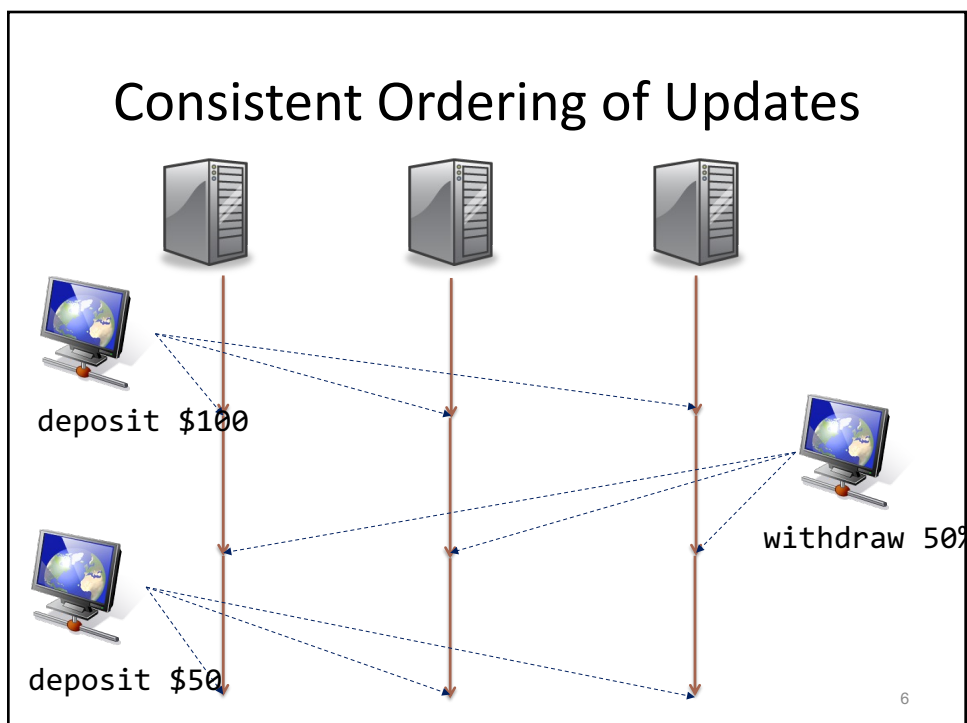 Consistent Ordering of Updates
deposit $100
withdraw 50%
deposit $50
6